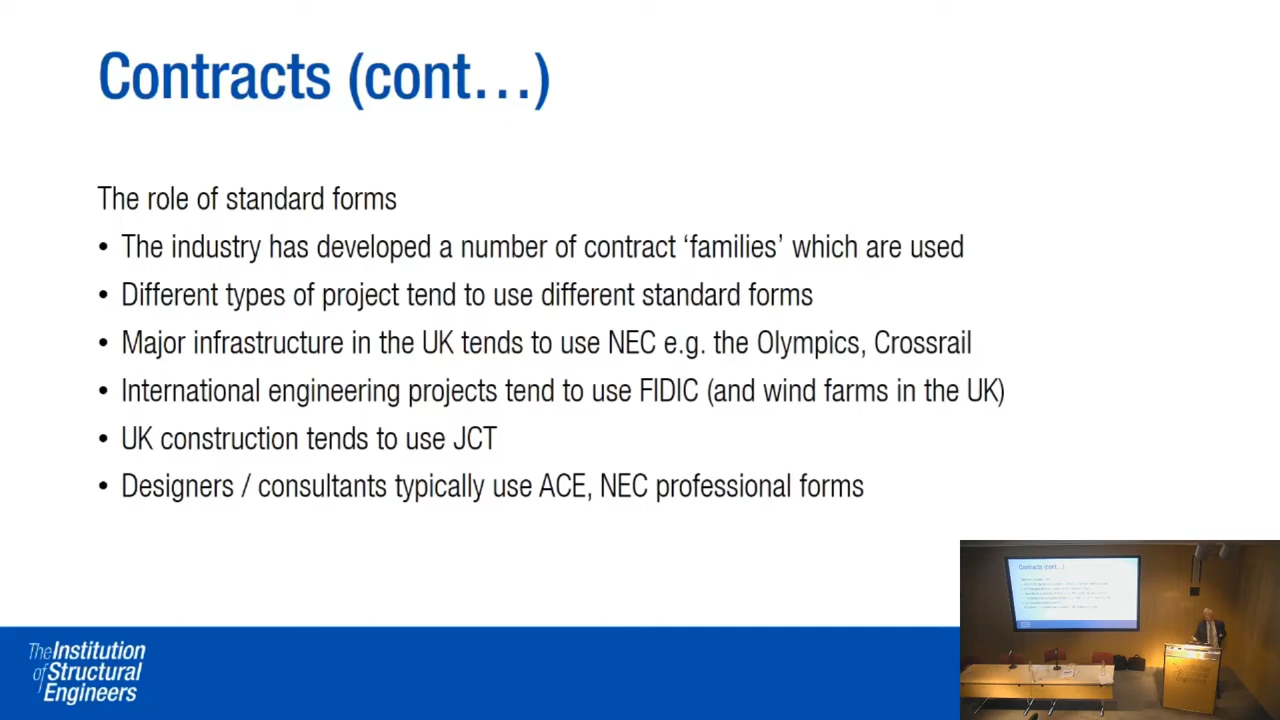 Contracts (cont…)
The role of standard forms
• The industry has developed a number of contract ‘families’ which are used
• Different types of project tend to use different standard forms
• Major infrastructure in the UK tends to use NEC e.g. the Olympics, Crossrail
• International engineering projects tend to use FIDIC (and wind farms in the UK)
• UK construction tends to use JCT
• Designers / consultants typically use ACE, NEC professional forms
The Institution
of Structural
Engineers
Contracts (cont…)